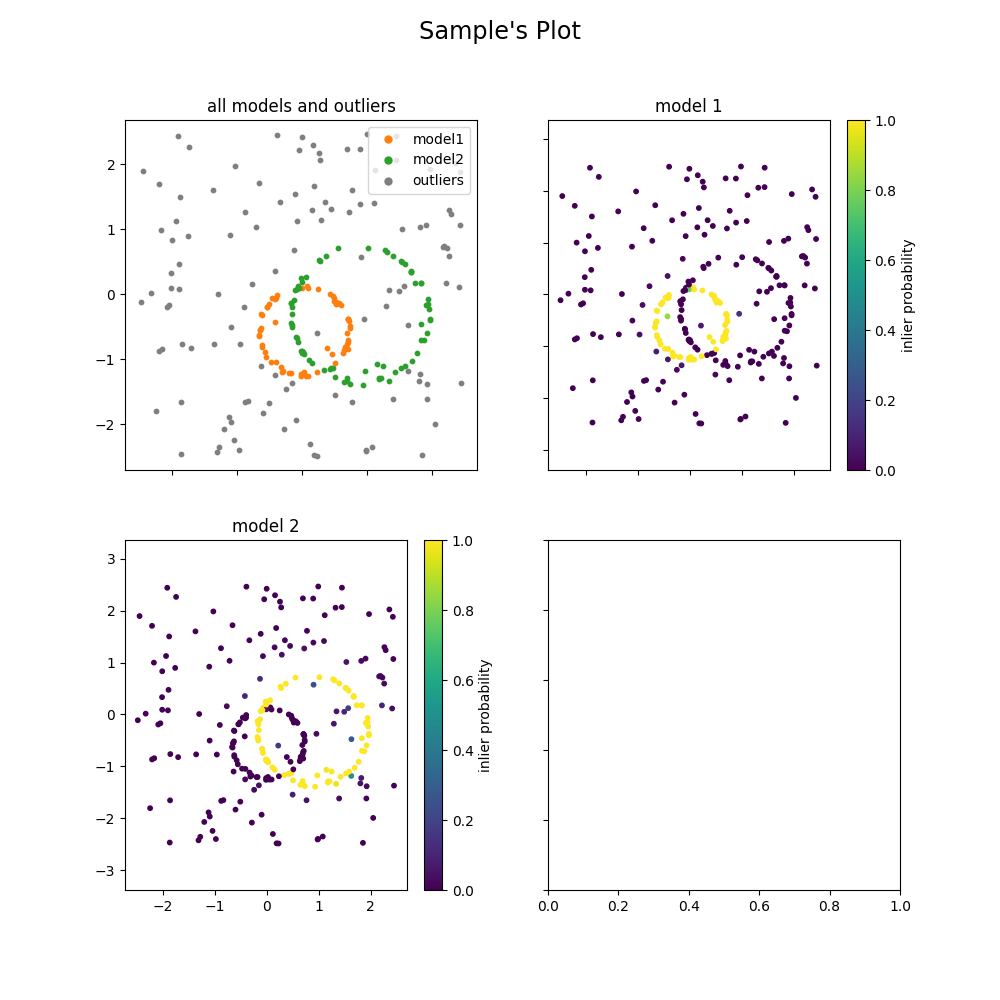 Sample's Plot
all models and outliers
model1
model2
outliers
2
1
0
−1
−2
model 1
1.0
0.8
0.6
0.4
0.2
0.0
inlier probability
model 2
3
2
1
0
−1
−2
−3
−2 −1 0 1 2
1.0
0.8
0.6
0.4
0.2
0.0
inlier probability
0.0 0.2 0.4 0.6 0.8 1.0